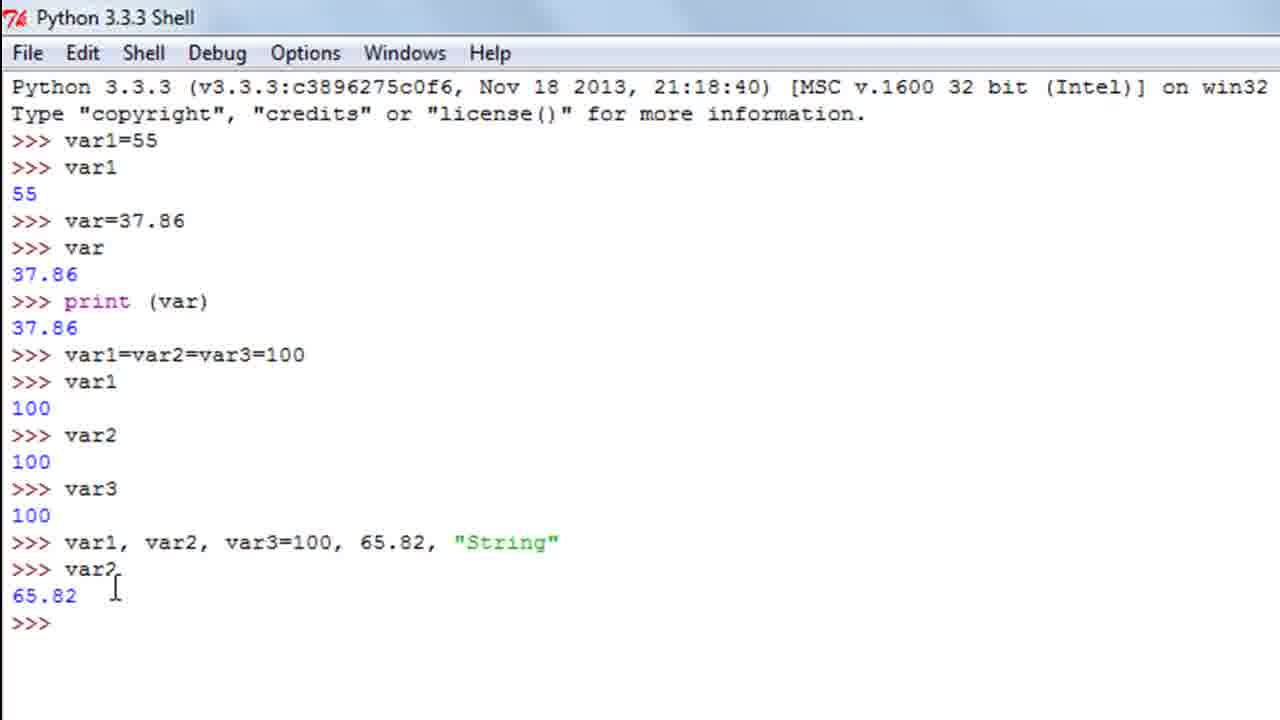 Python 3.3.3 Shell
File Edit Shell Debug Options Windows Help
Python 3.3.3 (v3.3.3:c3896275c0f6, Nov 18 2013, 21:18:40) [MSC v.1600 32 bit (Intel)] on win32
Type "copyright", "credits" or "license()" for more information.
>>> var1=55
>>> var1
55
>>> var=37.86
>>> var
37.86
>>> print (var)
37.86
>>> var1=var2=var3=100
>>> var1
100
>>> var2
100
>>> var3
100
>>> var1, var2, var3=100, 65.82, "String"
>>> var2
65.82
>>>